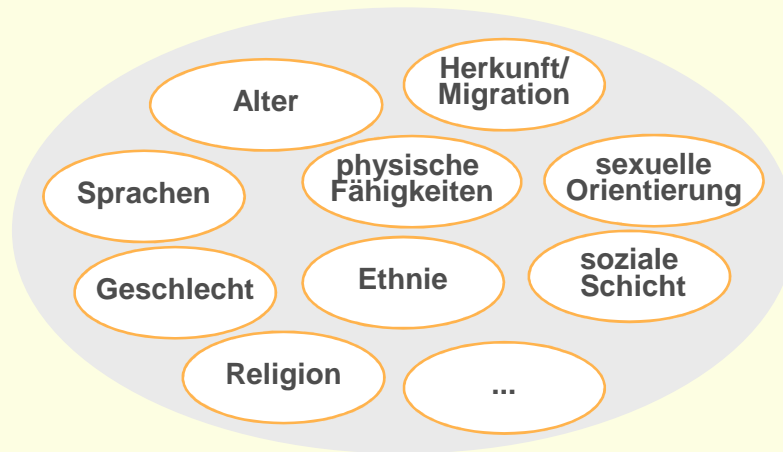 Herkunft/
Migration
Alter
physische
Fähigkeiten
sexuelle
Orientierung
Sprachen
soziale
Schicht
Geschlecht
Ethnie
Religion
...